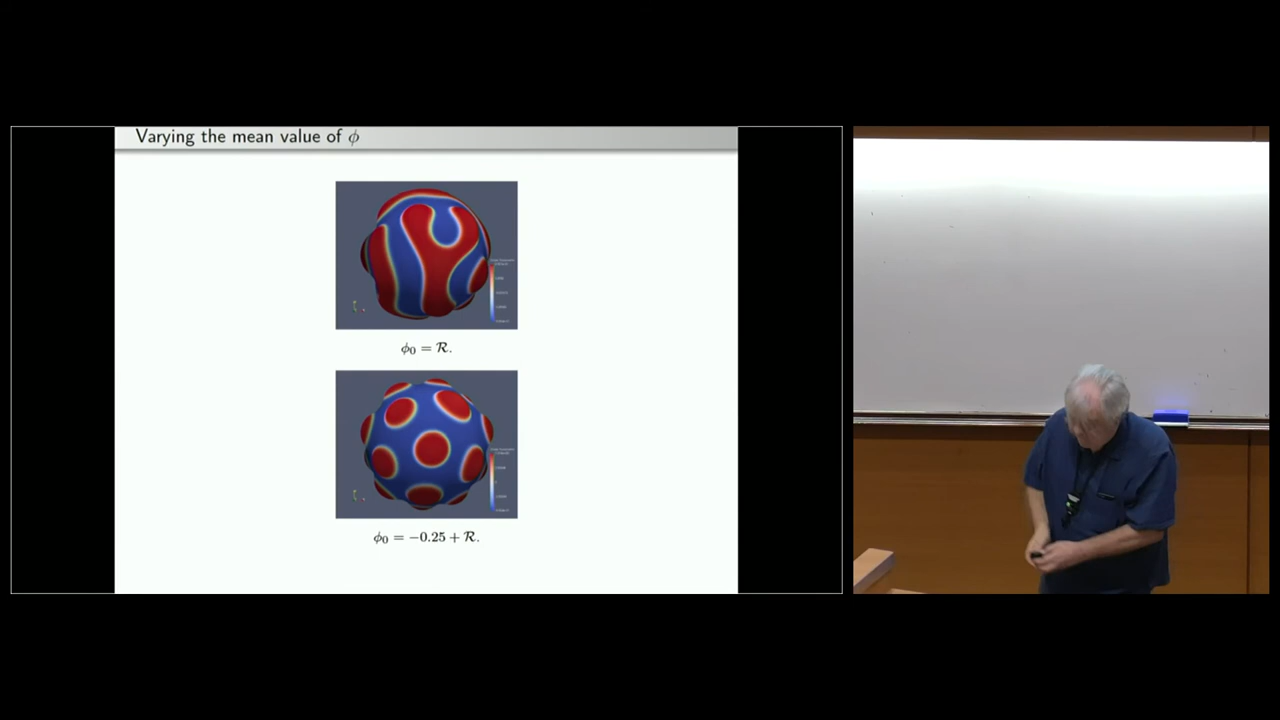 Varying the mean value of ϕ
ϕ₀ = ℛ.
ϕ₀ = −0.25 + ℛ.